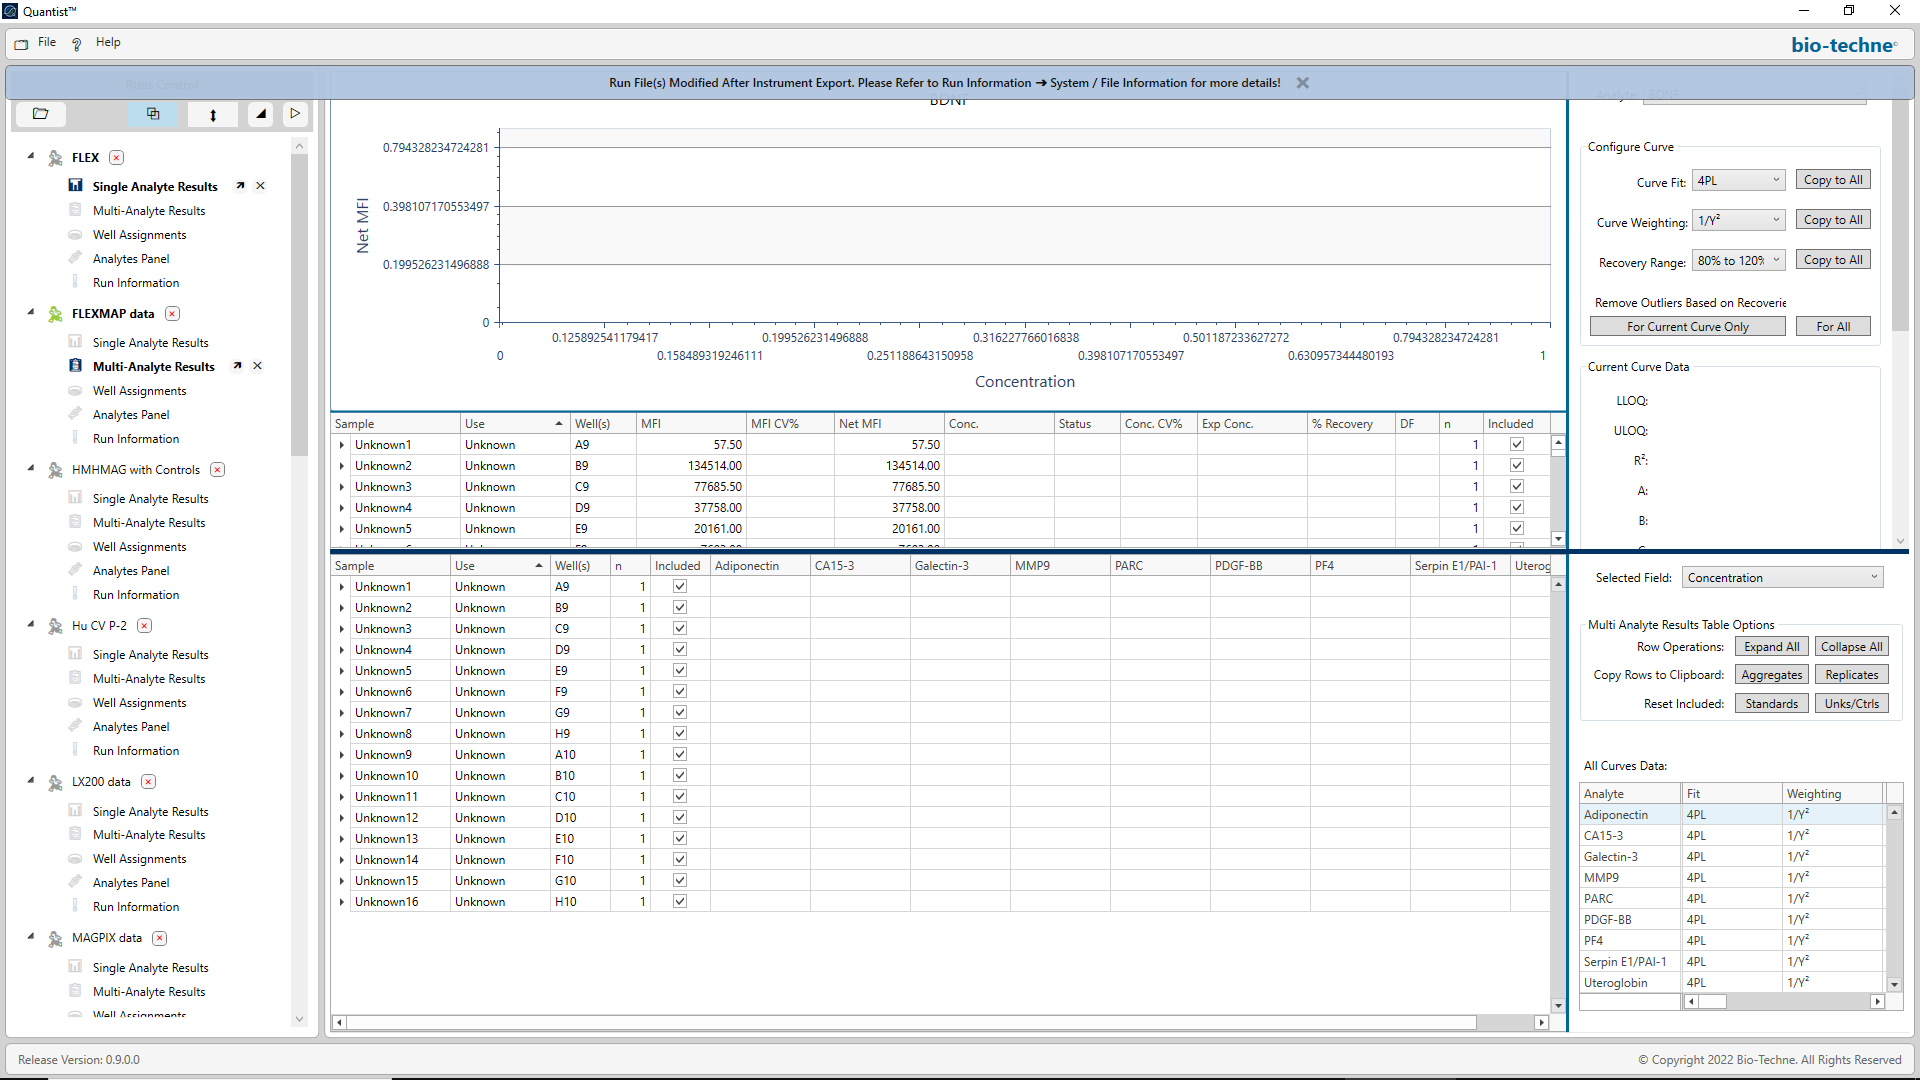 Quantist™
File Help
bio-techne
Run File(s) Modified After Instrument Export. Please Refer to Run Information ➔ System / File Information for more details!
Runs Control
FLEX
Single Analyte Results
Multi-Analyte Results
Well Assignments
Analytes Panel
Run Information
FLEXMAP data
Single Analyte Results
Multi-Analyte Results
Well Assignments
Analytes Panel
Run Information
HMHMAG with Controls
Single Analyte Results
Multi-Analyte Results
Well Assignments
Analytes Panel
Run Information
Hu CV P-2
Single Analyte Results
Multi-Analyte Results
Well Assignments
Analytes Panel
Run Information
LX200 data
Single Analyte Results
Multi-Analyte Results
Well Assignments
Analytes Panel
Run Information
MAGPIX data
Single Analyte Results
Multi-Analyte Results
Well Assignments
BDNF
Net MFI
0.794328234724281
0.398107170553497
0.199526231496888
0
0.125892541179417 0.199526231496888 0.316227766016838 0.501187233627272 0.794328234724281
0 0.158489319246111 0.251188643150958 0.398107170553497 0.630957344480193 1
Concentration
Sample Use Well(s) MFI MFI CV% Net MFI Conc. Status Conc. CV% Exp Conc. % Recovery DF n Included
Unknown1 Unknown A9 57.50 57.50 1
Unknown2 Unknown B9 134514.00 134514.00 1
Unknown3 Unknown C9 77685.50 77685.50 1
Unknown4 Unknown D9 37758.00 37758.00 1
Unknown5 Unknown E9 20161.00 20161.00 1
Sample Use Well(s) n Included Adiponectin CA15-3 Galectin-3 MMP9 PARC PDGF-BB PF4 Serpin E1/PAI-1 Uterog
Unknown1 Unknown A9 1
Unknown2 Unknown B9 1
Unknown3 Unknown C9 1
Unknown4 Unknown D9 1
Unknown5 Unknown E9 1
Unknown6 Unknown F9 1
Unknown7 Unknown G9 1
Unknown8 Unknown H9 1
Unknown9 Unknown A10 1
Unknown10 Unknown B10 1
Unknown11 Unknown C10 1
Unknown12 Unknown D10 1
Unknown13 Unknown E10 1
Unknown14 Unknown F10 1
Unknown15 Unknown G10 1
Unknown16 Unknown H10 1
Analyte: BDNF
Configure Curve
Curve Fit: 4PL Copy to All
Curve Weighting: 1/Y² Copy to All
Recovery Range: 80% to 120% Copy to All
Remove Outliers Based on Recoverie
For Current Curve Only For All
Current Curve Data
LLOQ:
ULOQ:
R²:
A:
B:
Selected Field: Concentration
Multi Analyte Results Table Options
Row Operations: Expand All Collapse All
Copy Rows to Clipboard: Aggregates Replicates
Reset Included: Standards Unks/Ctrls
All Curves Data:
Analyte Fit Weighting
Adiponectin 4PL 1/Y²
CA15-3 4PL 1/Y²
Galectin-3 4PL 1/Y²
MMP9 4PL 1/Y²
PARC 4PL 1/Y²
PDGF-BB 4PL 1/Y²
PF4 4PL 1/Y²
Serpin E1/PAI-1 4PL 1/Y²
Uteroglobin 4PL 1/Y²
Release Version: 0.9.0.0
© Copyright 2022 Bio-Techne. All Rights Reserved